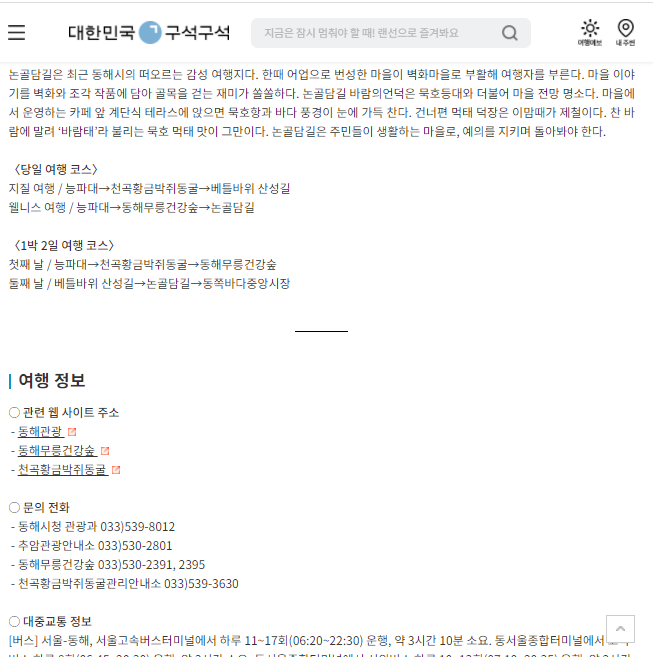 대한민국 구석구석
지금은 잠시 멈춰야 할 때! 랜선으로 즐겨봐요
여행예보
내 주변
논골담길은 최근 동해시의 떠오르는 감성 여행지다. 한때 어업으로 번성한 마을이 벽화마을로 부활해 여행자를 부른다. 마을 이야
기를 벽화와 조각 작품에 담아 골목을 걷는 재미가 쏠쏠하다. 논골담길 바람의언덕은 묵호등대와 더불어 마을 전망 명소다. 마을에
서 운영하는 카페 앞 계단식 테라스에 앉으면 묵호항과 바다 풍경이 눈에 가득 찬다. 건너편 먹태 덕장은 이맘때가 제철이다. 찬 바
람에 말려 ‘바람태’라 불리는 묵호 먹태 맛이 그만이다. 논골담길은 주민들이 생활하는 마을로, 예의를 지키며 돌아봐야 한다.
〈당일 여행 코스〉
지질 여행 / 능파대→천곡황금박쥐동굴→베틀바위 산성길
웰니스 여행 / 능파대→동해무릉건강숲→논골담길
〈1박 2일 여행 코스〉
첫째 날 / 능파대→천곡황금박쥐동굴→동해무릉건강숲
둘째 날 / 베틀바위 산성길→논골담길→동쪽바다중앙시장
여행 정보
○ 관련 웹 사이트 주소
- 동해관광
- 동해무릉건강숲
- 천곡황금박쥐동굴
○ 문의 전화
- 동해시청 관광과 033)539-8012
- 추암관광안내소 033)530-2801
- 동해무릉건강숲 033)530-2391, 2395
- 천곡황금박쥐동굴관리안내소 033)539-3630
○ 대중교통 정보
[버스] 서울-동해, 서울고속버스터미널에서 하루 11~17회(06:20~22:30) 운행, 약 3시간 10분 소요. 동서울종합터미널에서